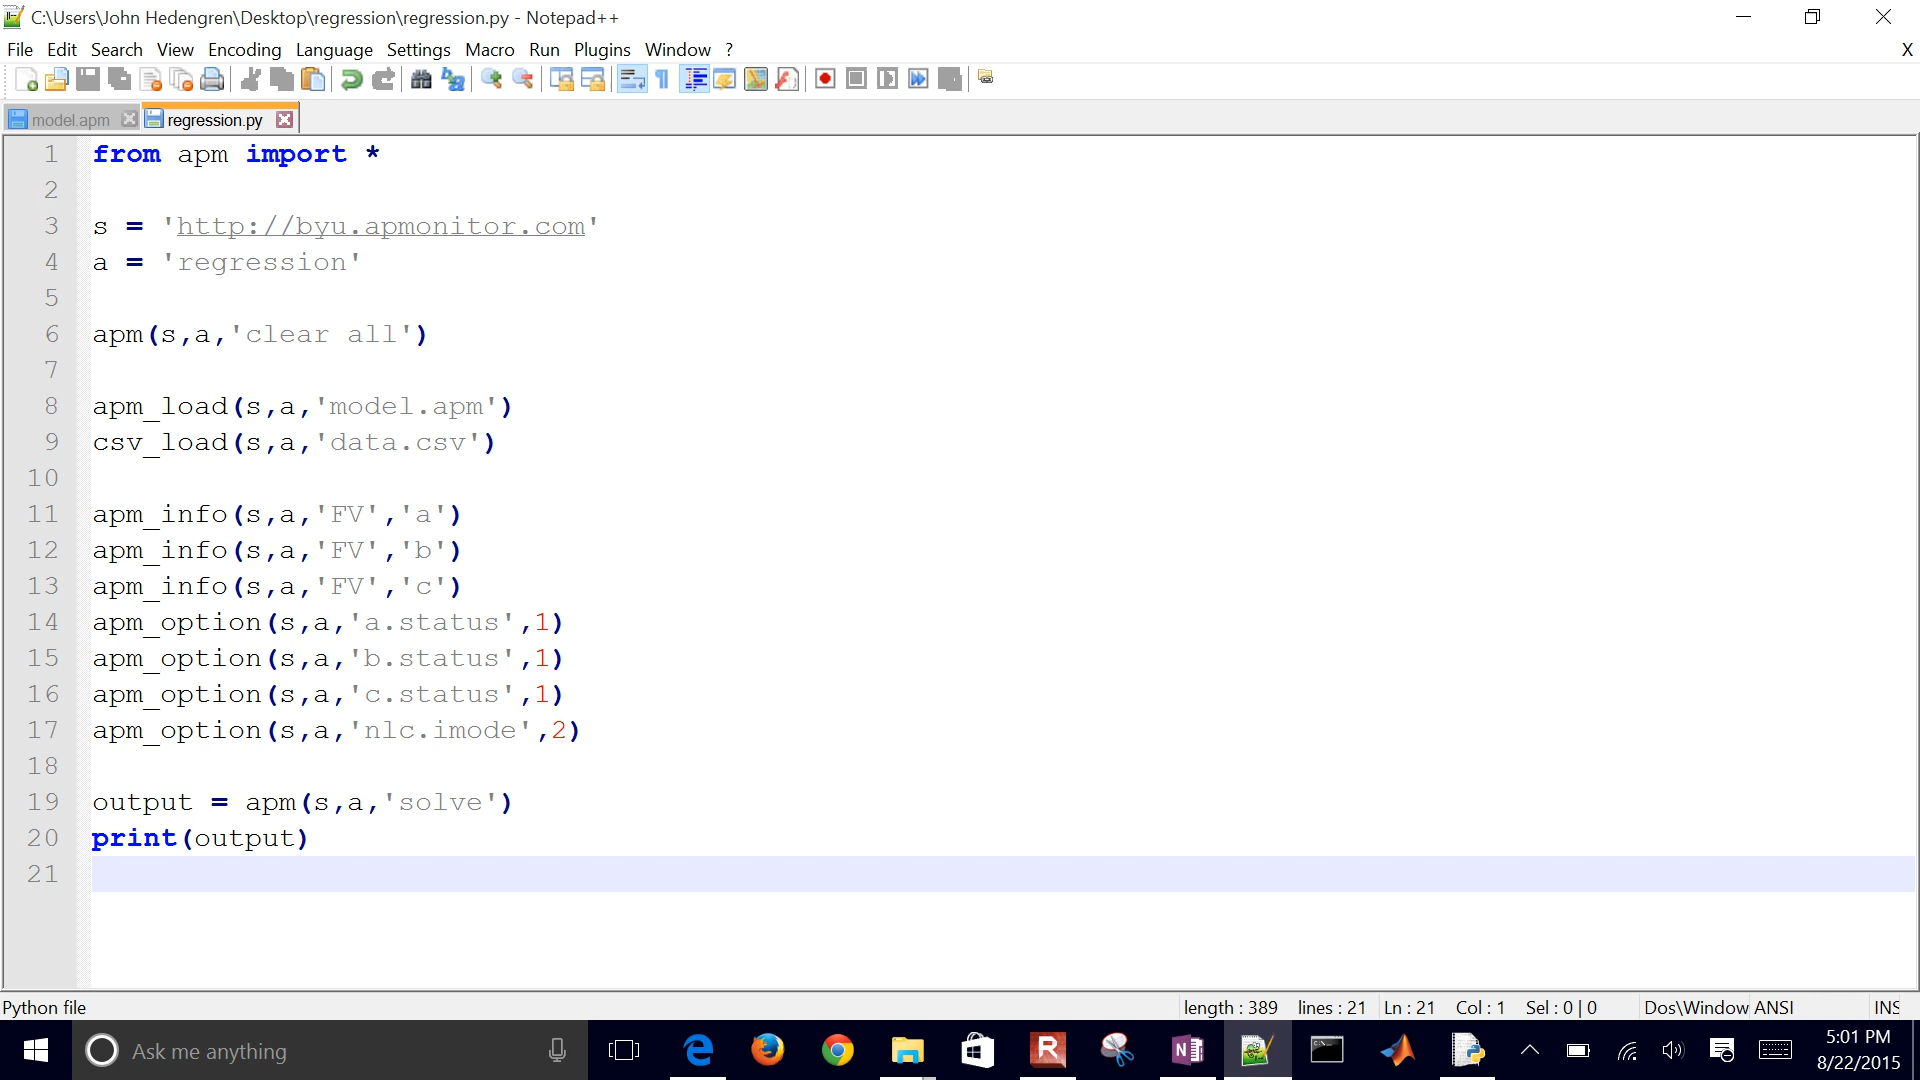 C:\Users\John Hedengren\Desktop\regression\regression.py - Notepad++
File Edit Search View Encoding Language Settings Macro Run Plugins Window ? X
model.apm regression.py
1 from apm import *
2
3 s = 'http://byu.apmonitor.com'
4 a = 'regression'
5
6 apm(s,a,'clear all')
7
8 apm_load(s,a,'model.apm')
9 csv_load(s,a,'data.csv')
10
11 apm_info(s,a,'FV','a')
12 apm_info(s,a,'FV','b')
13 apm_info(s,a,'FV','c')
14 apm_option(s,a,'a.status',1)
15 apm_option(s,a,'b.status',1)
16 apm_option(s,a,'c.status',1)
17 apm_option(s,a,'nlc.imode',2)
18
19 output = apm(s,a,'solve')
20 print(output)
21
Python file length : 389 lines : 21 Ln : 21 Col : 1 Sel : 0 | 0 Dos\Window ANSI INS
Ask me anything
5:01 PM
8/22/2015